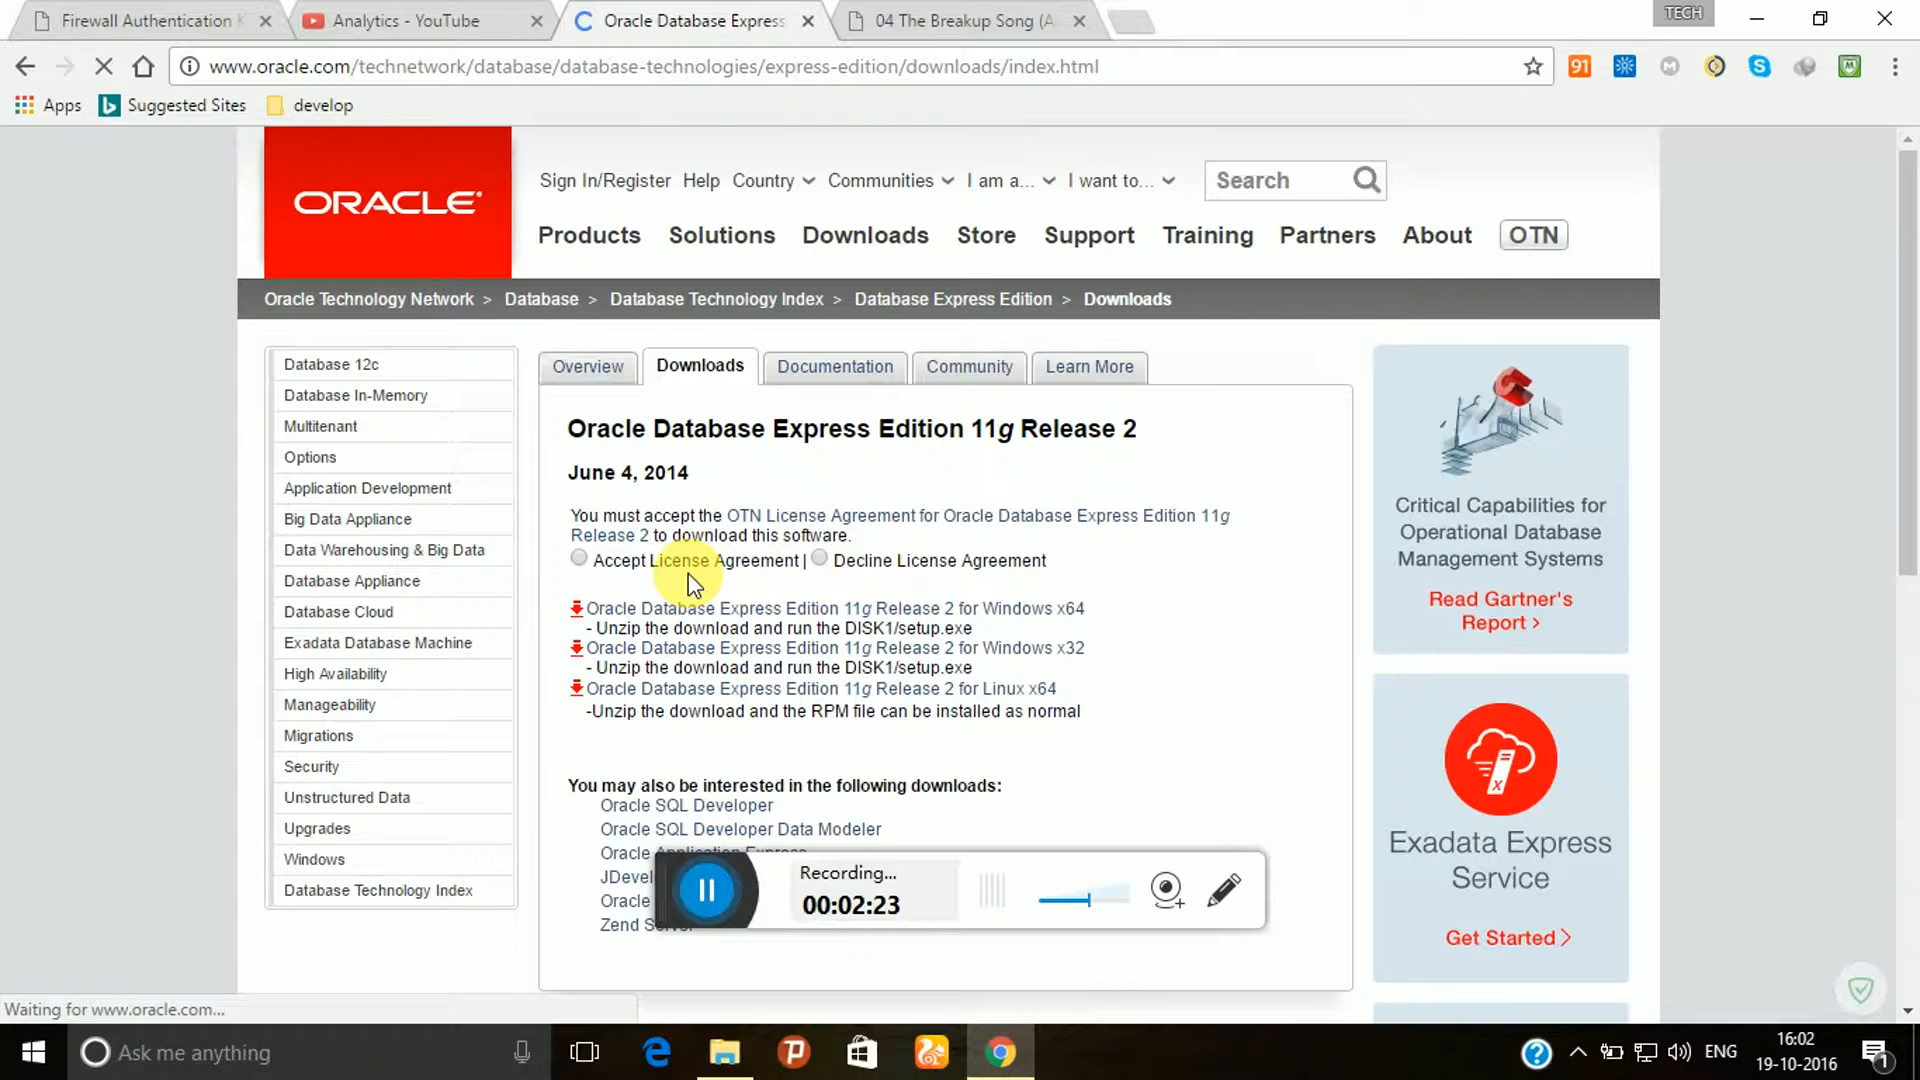 Firewall Authentication K
Analytics - YouTube
Oracle Database Express
04 The Breakup Song (A
TECH
www.oracle.com/technetwork/database/database-technologies/express-edition/downloads/index.html
91
Apps
Suggested Sites
develop
ORACLE
Sign In/Register Help Country Communities I am a... I want to... Search
Products Solutions Downloads Store Support Training Partners About OTN
Oracle Technology Network > Database > Database Technology Index > Database Express Edition > Downloads
Database 12c
Database In-Memory
Multitenant
Options
Application Development
Big Data Appliance
Data Warehousing & Big Data
Database Appliance
Database Cloud
Exadata Database Machine
High Availability
Manageability
Migrations
Security
Unstructured Data
Upgrades
Windows
Database Technology Index
Overview Downloads Documentation Community Learn More
Oracle Database Express Edition 11g Release 2
June 4, 2014
You must accept the OTN License Agreement for Oracle Database Express Edition 11g
Release 2 to download this software.
Accept License Agreement | Decline License Agreement
Oracle Database Express Edition 11g Release 2 for Windows x64
- Unzip the download and run the DISK1/setup.exe
Oracle Database Express Edition 11g Release 2 for Windows x32
- Unzip the download and run the DISK1/setup.exe
Oracle Database Express Edition 11g Release 2 for Linux x64
-Unzip the download and the RPM file can be installed as normal
You may also be interested in the following downloads:
Oracle SQL Developer
Oracle SQL Developer Data Modeler
Oracle Application Express
JDevel
Oracle
Zend Server
Recording...
00:02:23
Critical Capabilities for
Operational Database
Management Systems
Read Gartner's
Report >
X
Exadata Express
Service
Get Started >
Waiting for www.oracle.com...
Ask me anything
ENG
16:02
19-10-2016
1